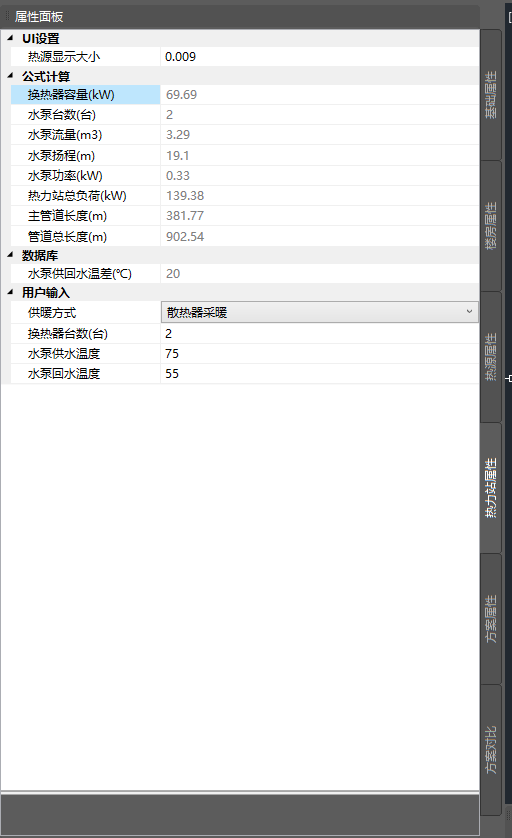 属性面板
UI设置
热源显示大小 0.009
公式计算
换热器容量(kW) 69.69
水泵台数(台) 2
水泵流量(m3) 3.29
水泵扬程(m) 19.1
水泵功率(kW) 0.33
热力站总负荷(kW) 139.38
主管道长度(m) 381.77
管道总长度(m) 902.54
数据库
水泵供回水温差(℃) 20
用户输入
供暖方式 散热器采暖
换热器台数(台) 2
水泵供水温度 75
水泵回水温度 55
基础属性
楼房属性
热源属性
热力站属性
方案属性
方案对比